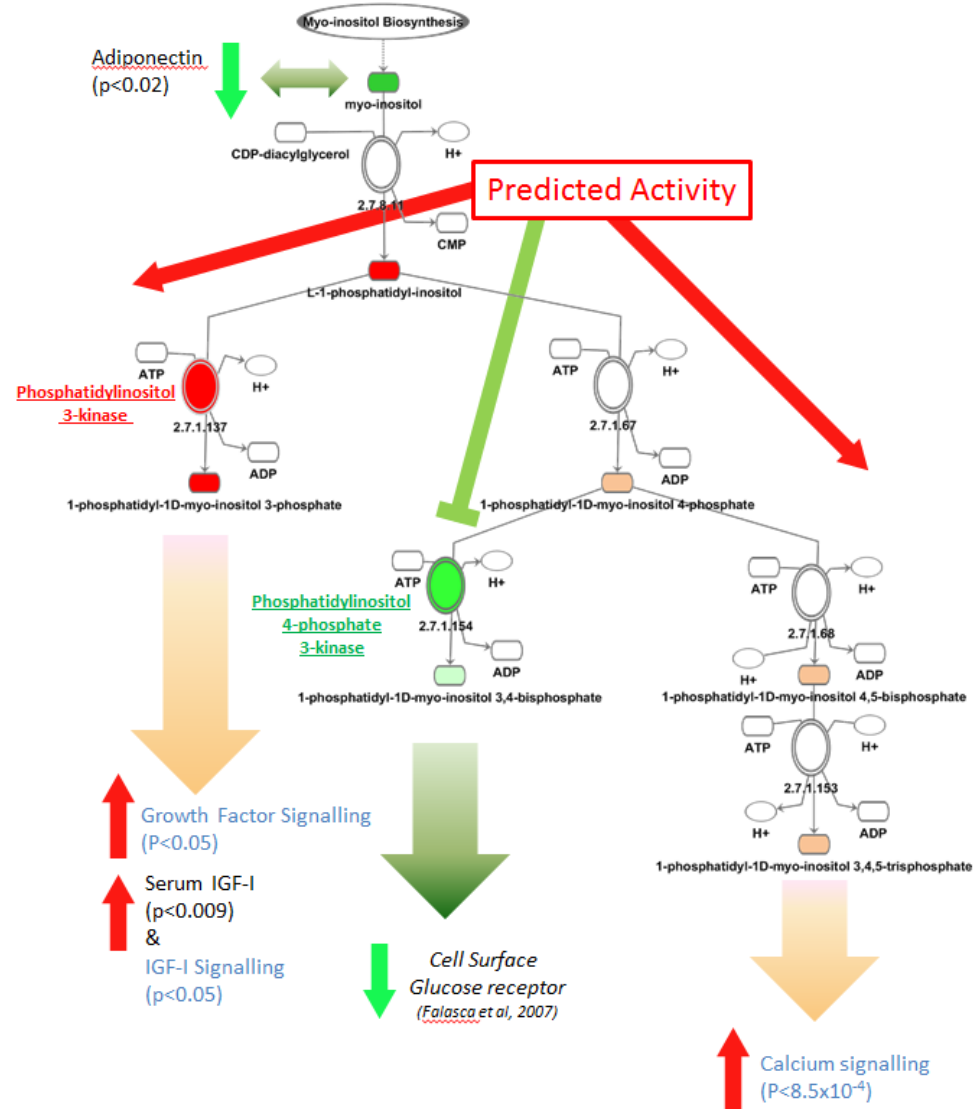 Myo-inositol Biosynthesis
Adiponectin
(p<0.02)
myo-inositol
CDP-diacylglycerol
H+
Predicted Activity
2.7.8.11
CMP
L-1-phosphatidyl-inositol
ATP
H+
Phosphatidylinositol
3-kinase
2.7.1.137
ADP
1-phosphatidyl-1D-myo-inositol 3-phosphate
ATP
H+
2.7.1.67
ADP
1-phosphatidyl-1D-myo-inositol 4-phosphate
ATP
H+
Phosphatidylinositol
4-phosphate
3-kinase
2.7.1.154
ADP
1-phosphatidyl-1D-myo-inositol 3,4-bisphosphate
ATP
H+
2.7.1.68
H+
ADP
1-phosphatidyl-1D-myo-inositol 4,5-bisphosphate
ATP
H+
2.7.1.153
H+
ADP
1-phosphatidyl-1D-myo-inositol 3,4,5-trisphosphate
Growth Factor Signalling
(P<0.05)
Serum IGF-I
(p<0.009)
&
IGF-I Signalling
(p<0.05)
Cell Surface
Glucose receptor
(Falasca et al, 2007)
Calcium signalling
(P<8.5x10⁻⁴)